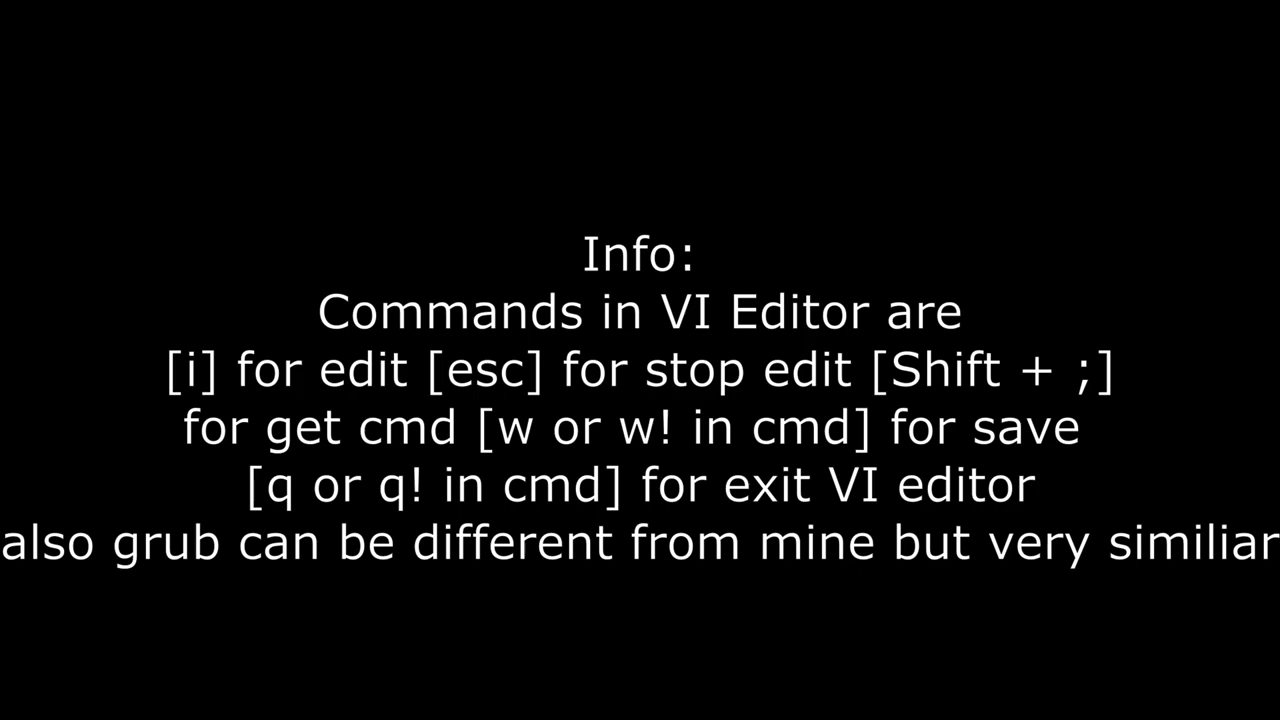 Info:
Commands in VI Editor are
[i] for edit [esc] for stop edit [Shift + ;]
for get cmd [w or w! in cmd] for save
[q or q! in cmd] for exit VI editor
also grub can be different from mine but very similiar